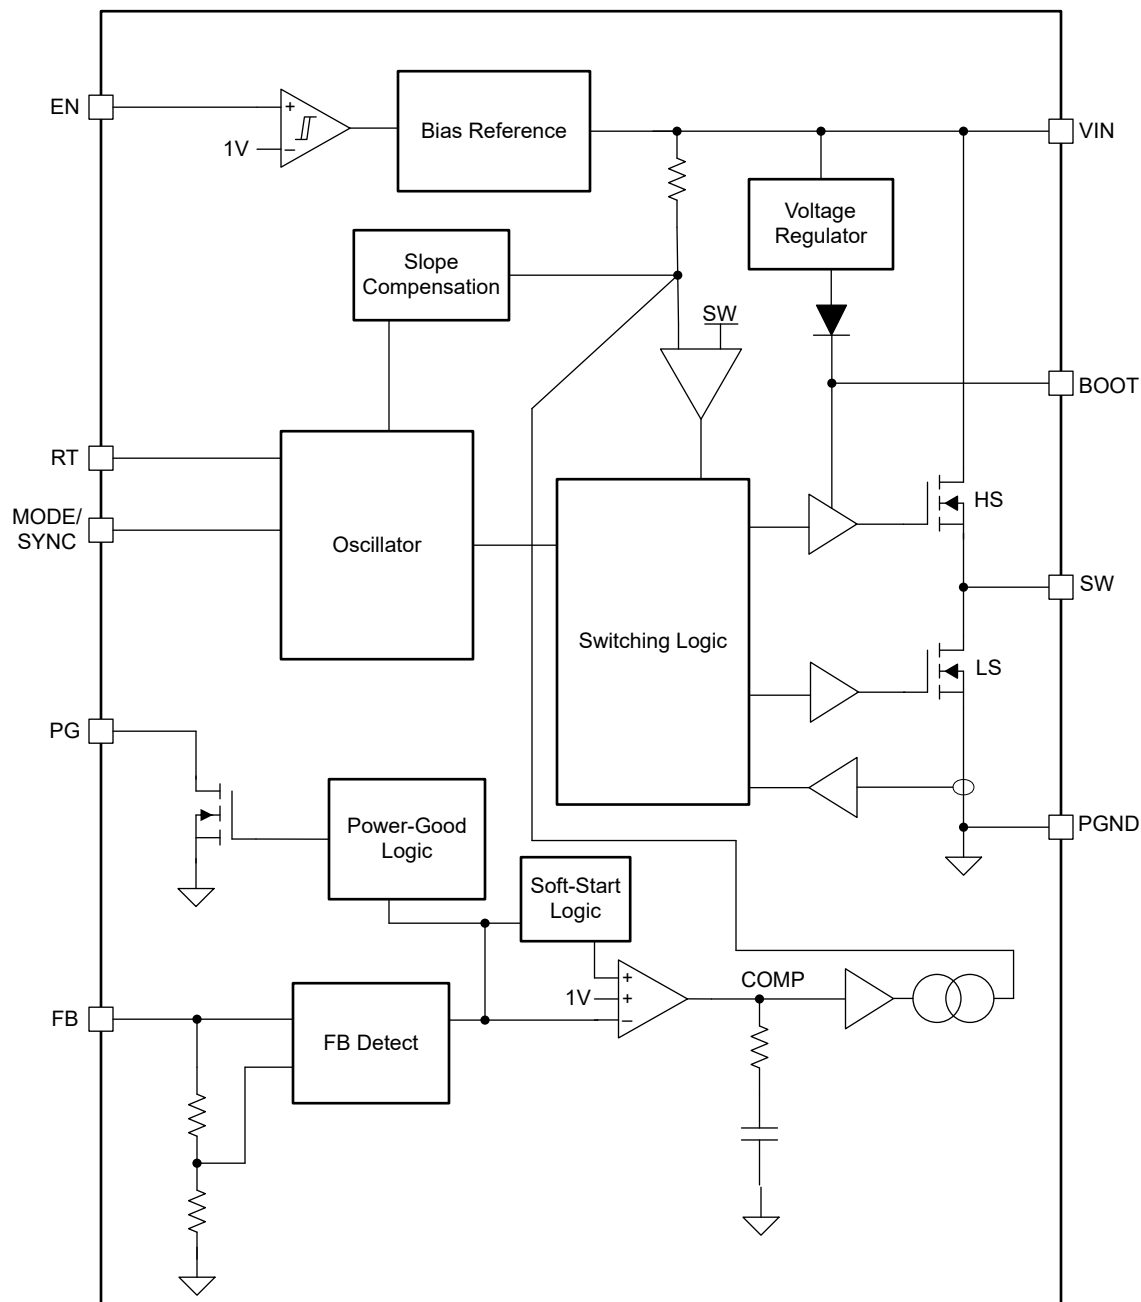 EN
+
1V
−
Bias Reference
VIN
Voltage
Regulator
Slope
Compensation
SW
BOOT
RT
MODE/
SYNC
Oscillator
HS
SW
Switching Logic
LS
PG
Power-Good
Logic
PGND
Soft-Start
Logic
+
1V
+
−
COMP
FB
FB Detect